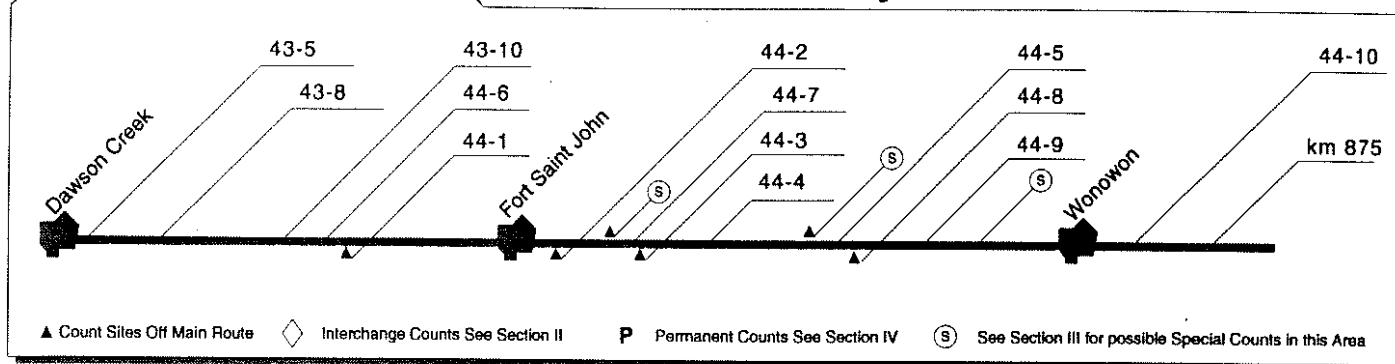 43-5
43-10
44-2
44-5
44-10
43-8
44-6
44-7
44-8
44-1
44-3
44-9
km 875
44-4
Dawson Creek
Fort Saint John
Wonowon
S
S
S
▲ Count Sites Off Main Route ◇ Interchange Counts See Section II P Permanent Counts See Section IV Ⓢ See Section III for possible Special Counts in this Area